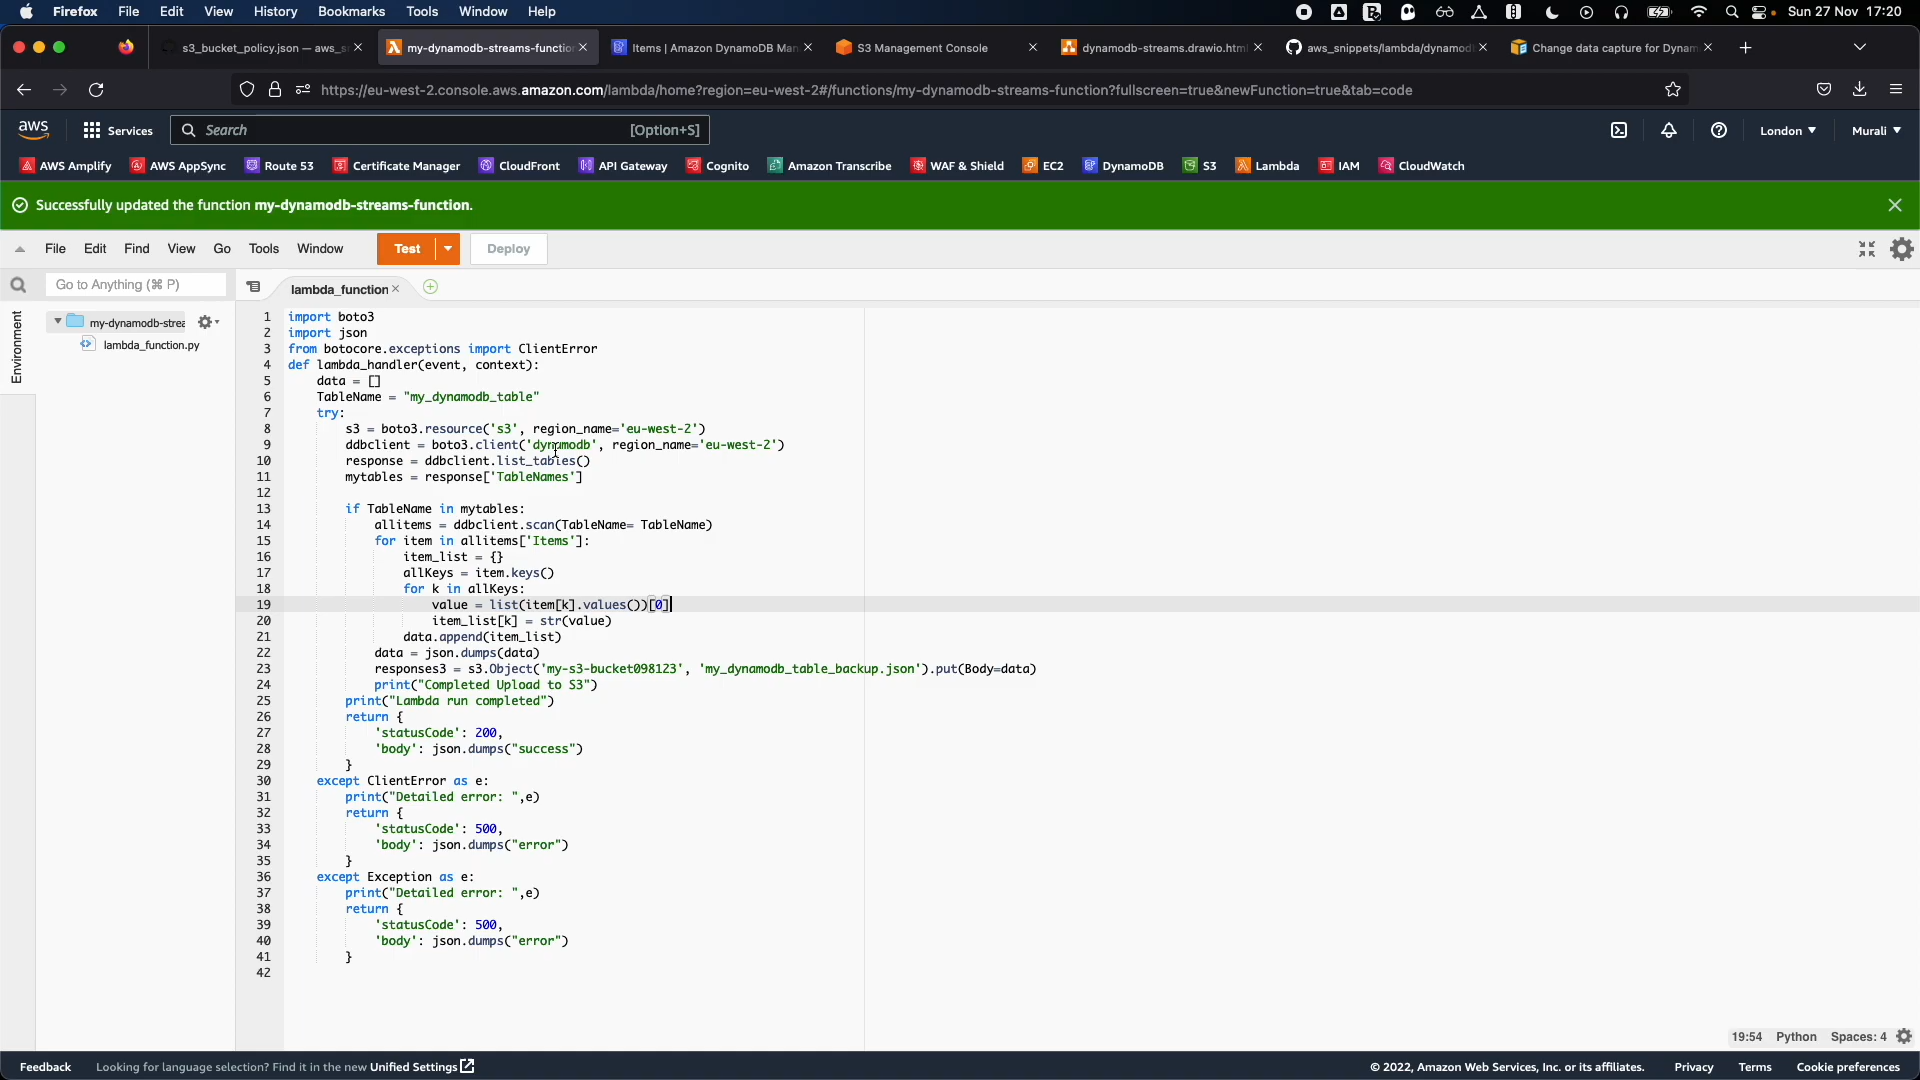 Firefox File Edit View History Bookmarks Tools Window Help Sun 27 Nov 17:20
s3_bucket_policy.json — aws_s my-dynamodb-streams-function Items | Amazon DynamoDB Man S3 Management Console dynamodb-streams.drawio.html aws_snippets/lambda/dynamod Change data capture for Dynam
https://eu-west-2.console.aws.amazon.com/lambda/home?region=eu-west-2#/functions/my-dynamodb-streams-function?fullscreen=true&newFunction=true&tab=code
aws Services Search [Option+S] London Murali
AWS Amplify AWS AppSync Route 53 Certificate Manager CloudFront API Gateway Cognito Amazon Transcribe WAF & Shield EC2 DynamoDB S3 Lambda IAM CloudWatch
Successfully updated the function my-dynamodb-streams-function.
File Edit Find View Go Tools Window Test Deploy
Go to Anything (⌘ P) lambda_function
Environment
my-dynamodb-strea
lambda_function.py
1 import boto3
2 import json
3 from botocore.exceptions import ClientError
4 def lambda_handler(event, context):
5 data = []
6 TableName = "my_dynamodb_table"
7 try:
8 s3 = boto3.resource('s3', region_name='eu-west-2')
9 ddbclient = boto3.client('dynamodb', region_name='eu-west-2')
10 response = ddbclient.list_tables()
11 mytables = response['TableNames']
12
13 if TableName in mytables:
14 allitems = ddbclient.scan(TableName= TableName)
15 for item in allitems['Items']:
16 item_list = {}
17 allKeys = item.keys()
18 for k in allKeys:
19 value = list(item[k].values())[0]
20 item_list[k] = str(value)
21 data.append(item_list)
22 data = json.dumps(data)
23 responses3 = s3.Object('my-s3-bucket098123', 'my_dynamodb_table_backup.json').put(Body=data)
24 print("Completed Upload to S3")
25 print("Lambda run completed")
26 return {
27 'statusCode': 200,
28 'body': json.dumps("success")
29 }
30 except ClientError as e:
31 print("Detailed error: ",e)
32 return {
33 'statusCode': 500,
34 'body': json.dumps("error")
35 }
36 except Exception as e:
37 print("Detailed error: ",e)
38 return {
39 'statusCode': 500,
40 'body': json.dumps("error")
41 }
42
19:54 Python Spaces: 4
Feedback Looking for language selection? Find it in the new Unified Settings © 2022, Amazon Web Services, Inc. or its affiliates. Privacy Terms Cookie preferences